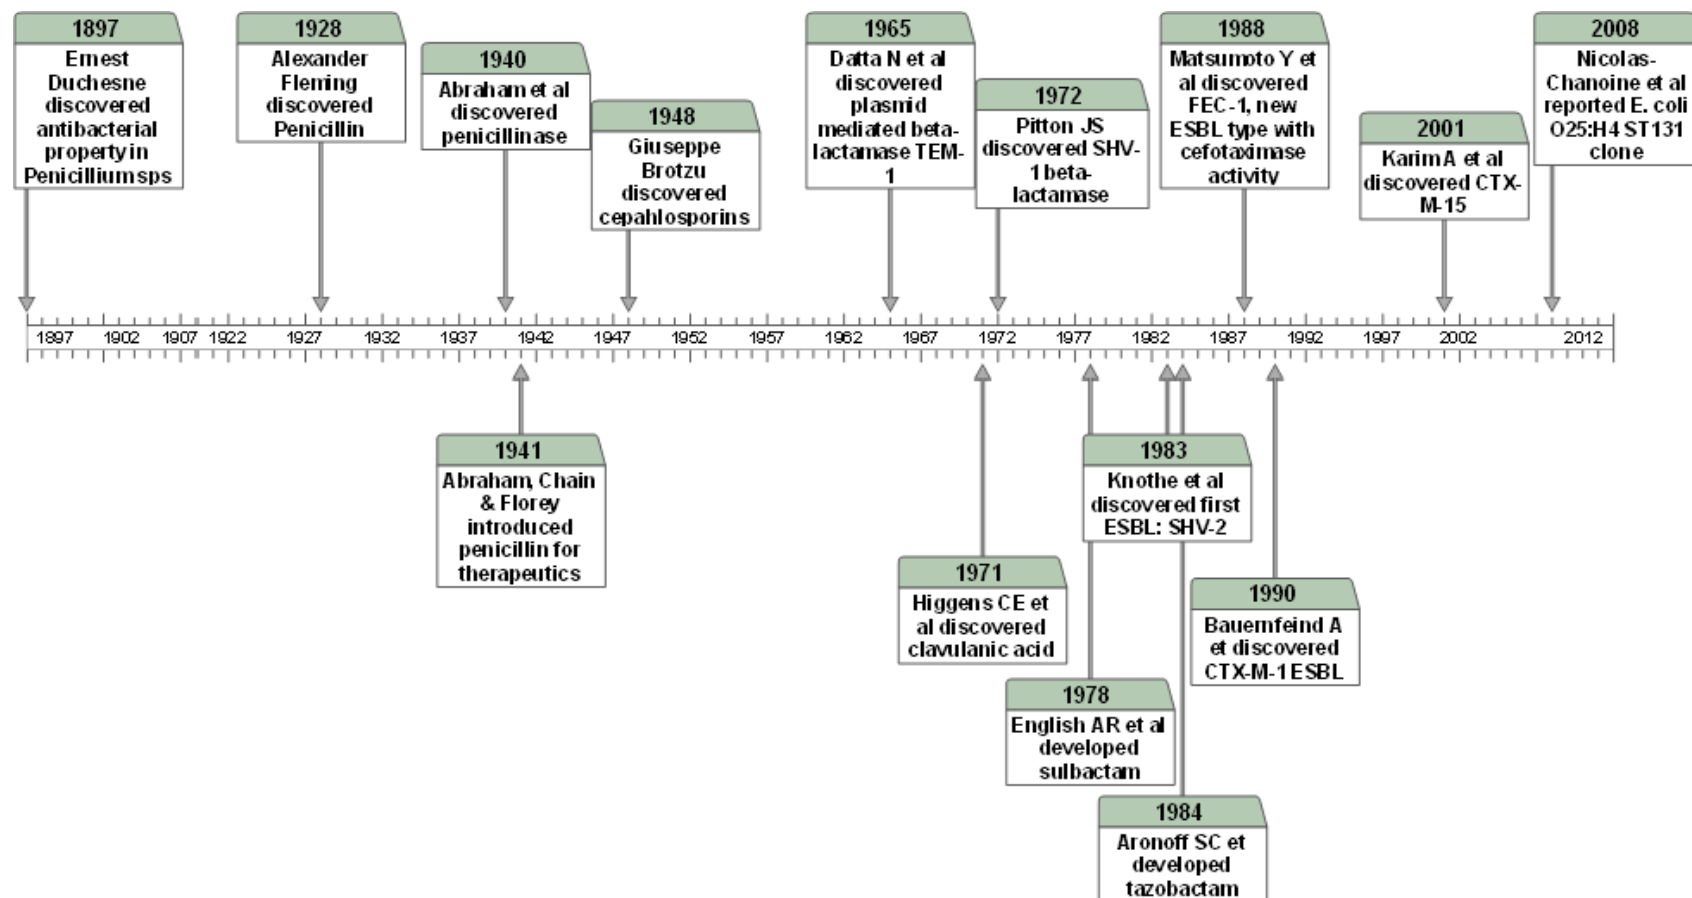 1897
Ernest
Duchesne
discovered
antibacterial
property in
Penicillium sps
1928
Alexander
Fleming
discovered
Penicillin
1940
Abraham et al
discovered
penicillinase
1948
Giuseppe
Brotzu
discovered
cepahlosporins
1965
Datta N et al
discovered
plasmid
mediated beta-
lactamase TEM-
1
1972
Pitton JS
discovered SHV-
1 beta-
lactamase
1988
Matsumoto Y et
al discovered
FEC-1, new
ESBL type with
cefotaximase
activity
2001
Karim A et al
discovered CTX-
M-15
2008
Nicolas-
Chanoine et al
reported E. coli
O25:H4 ST131
clone
1897 1902 1907 1922 1927 1932 1937 1942 1947 1952 1957 1962 1967 1972 1977 1982 1987 1992 1997 2002 2012
1941
Abraham, Chain
& Florey
introduced
penicillin for
therapeutics
1971
Higgens CE et
al discovered
clavulanic acid
1978
English AR et al
developed
sulbactam
1983
Knothe et al
discovered first
ESBL: SHV-2
1984
Aronoff SC et
developed
tazobactam
1990
Bauernfeind A
et discovered
CTX-M-1 ESBL